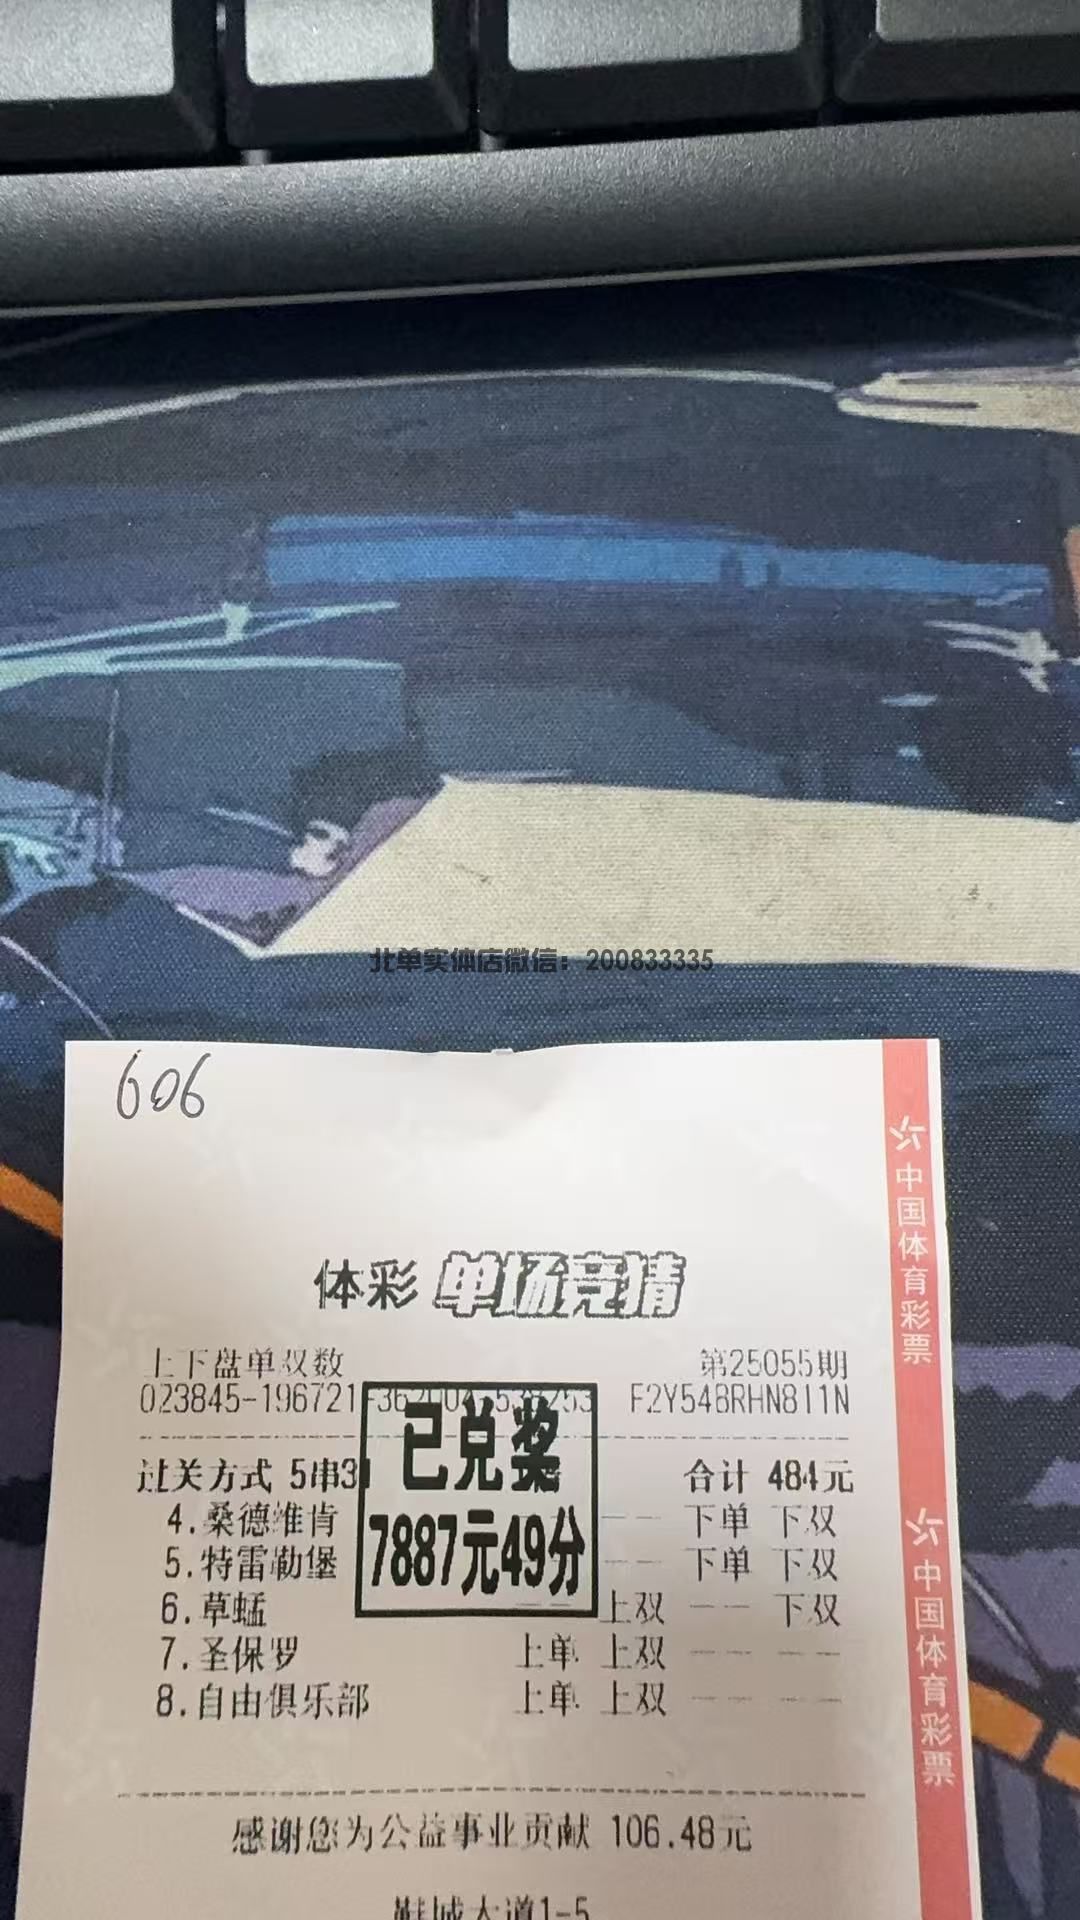 北单实体店微信：200833335
606
体彩 单场竞猜
上下盘单双数 第25055期
023845-196721 F2Y548RHN811N
过关方式 5串3 合计 484元
已兑奖
7887元49分
4.桑德维肯 -- 下单 下双
5.特雷勒堡 -- 下单 下双
6.草蜢 -- 上双 -- 下双
7.圣保罗 上单 上双 -- --
8.自由俱乐部 上单 上双 -- --
感谢您为公益事业贡献 106.48元
鞋城大道1-5
中国体育彩票
中国体育彩票